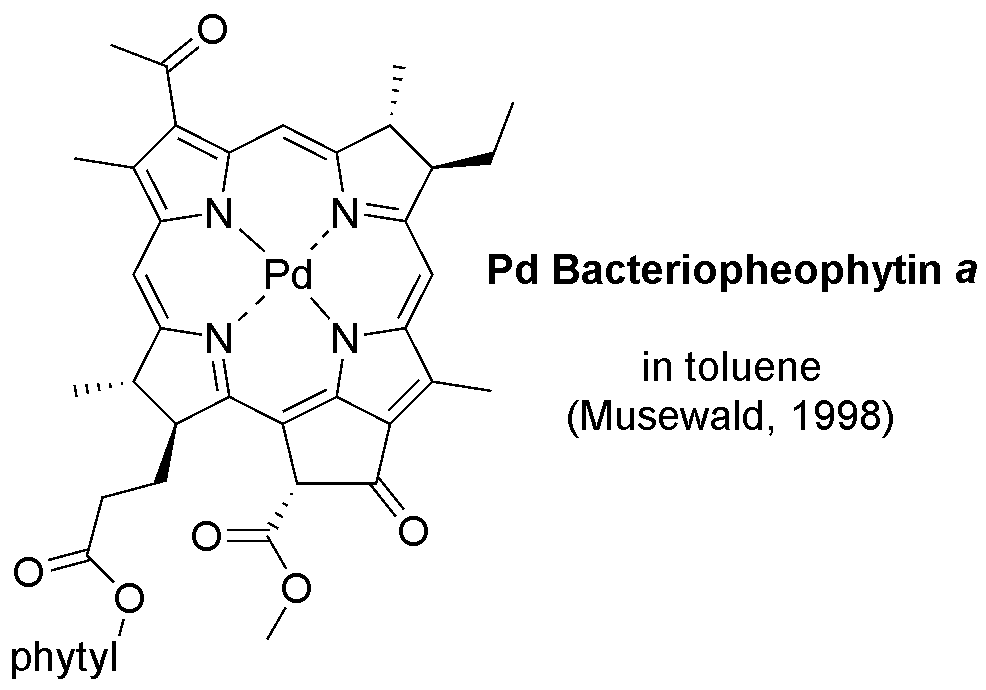 O
N
N
Pd
Pd Bacteriopheophytin a
N
N
in toluene
(Musewald, 1998)
O
O
O
O
O
phytyl